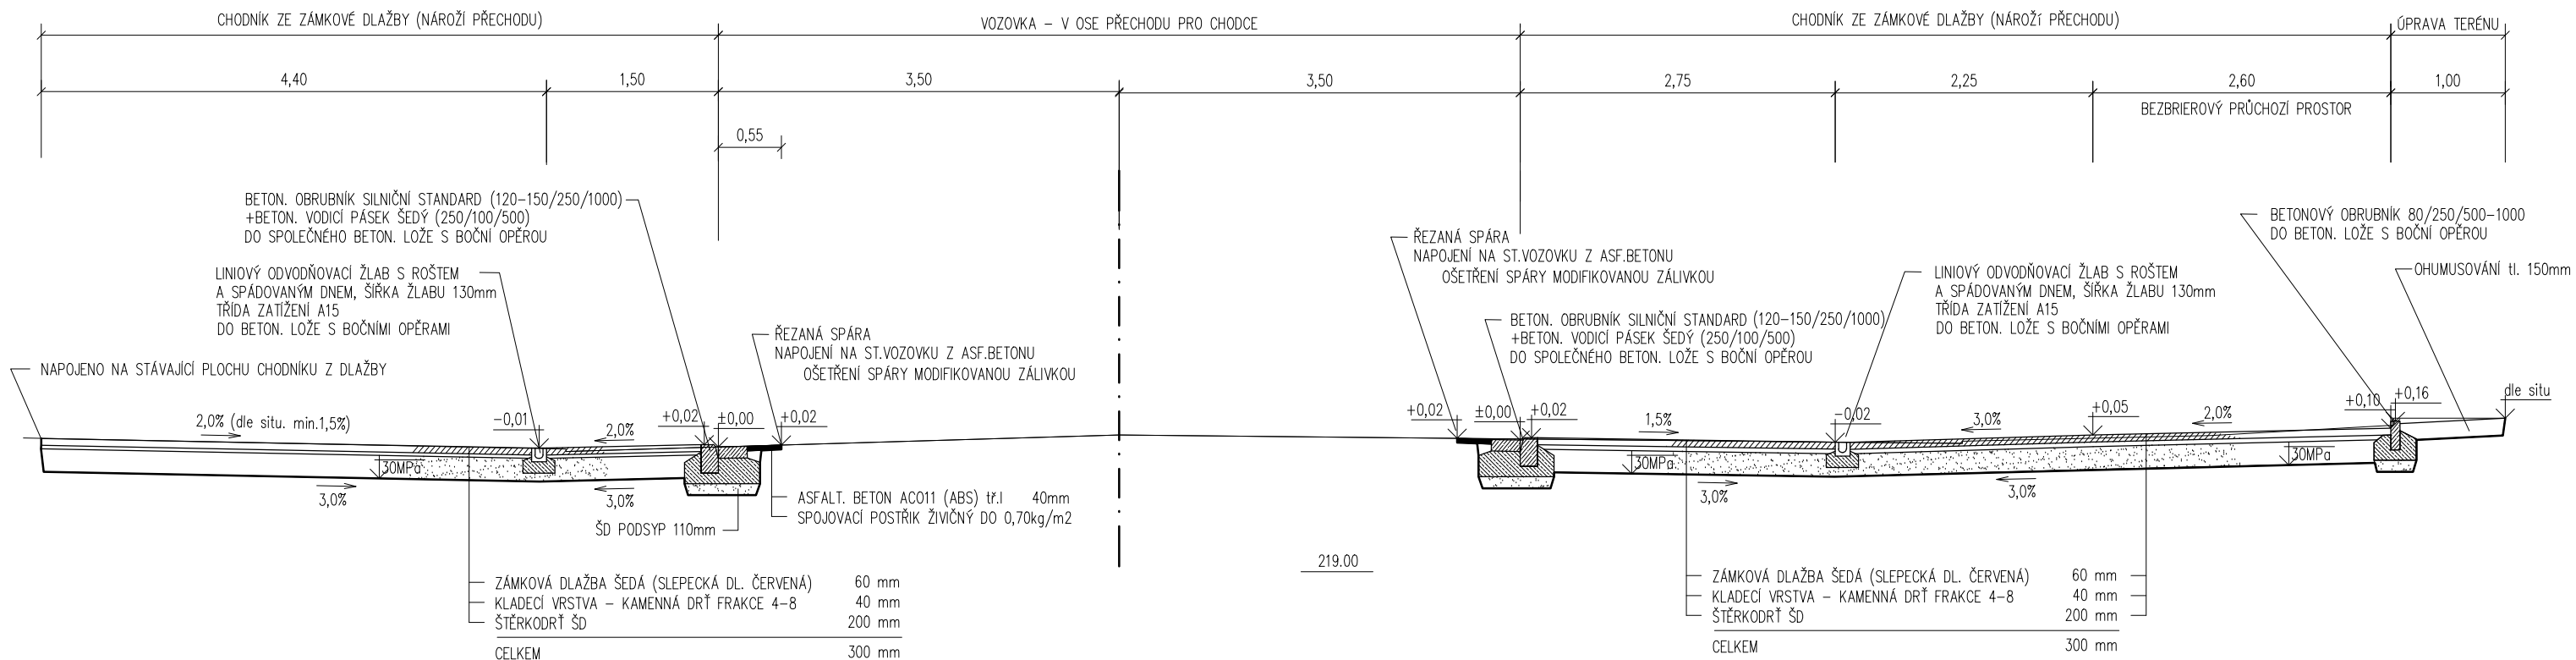 CHODNÍK ZE ZÁMKOVÉ DLAŽBY (NÁROŽÍ PŘECHODU)
VOZOVKA - V OSE PŘECHODU PRO CHODCE
CHODNÍK ZE ZÁMKOVÉ DLAŽBY (NÁROŽí PŘECHODU)
ÚPRAVA TERÉNU
4,40
1,50
3,50
3,50
2,75
2,25
2,60
1,00
BEZBRIEROVÝ PRŮCHOZÍ PROSTOR
0,55
BETON. OBRUBNÍK SILNIČNÍ STANDARD (120-150/250/1000)
+BETON. VODICÍ PÁSEK ŠEDÝ (250/100/500)
DO SPOLEČNÉHO BETON. LOŽE S BOČNÍ OPĚROU
LINIOVÝ ODVODŇOVACÍ ŽLAB S ROŠTEM
A SPÁDOVANÝM DNEM, ŠÍŘKA ŽLABU 130mm
TŘÍDA ZATÍŽENÍ A15
DO BETON. LOŽE S BOČNÍMI OPĚRAMI
NAPOJENO NA STÁVAJÍCÍ PLOCHU CHODNÍKU Z DLAŽBY
ŘEZANÁ SPÁRA
NAPOJENÍ NA ST.VOZOVKU Z ASF.BETONU
OŠETŘENÍ SPÁRY MODIFIKOVANOU ZÁLIVKOU
ŘEZANÁ SPÁRA
NAPOJENÍ NA ST.VOZOVKU Z ASF.BETONU
OŠETŘENÍ SPÁRY MODIFIKOVANOU ZÁLIVKOU
BETON. OBRUBNÍK SILNIČNÍ STANDARD (120-150/250/1000)
+BETON. VODICÍ PÁSEK ŠEDÝ (250/100/500)
DO SPOLEČNÉHO BETON. LOŽE S BOČNÍ OPĚROU
LINIOVÝ ODVODŇOVACÍ ŽLAB S ROŠTEM
A SPÁDOVANÝM DNEM, ŠÍŘKA ŽLABU 130mm
TŘÍDA ZATÍŽENÍ A15
DO BETON. LOŽE S BOČNÍMI OPĚRAMI
BETONOVÝ OBRUBNÍK 80/250/500-1000
DO BETON. LOŽE S BOČNÍ OPĚROU
OHUMUSOVÁNÍ tl. 150mm
2,0% (dle situ. min.1,5%)
-0,01
2,0%
+0,02
±0,00
+0,02
+0,02
±0,00
+0,02
1,5%
-0,02
3,0%
+0,05
2,0%
+0,10
+0,16
dle situ
30MPa
3,0%
3,0%
30MPa
3,0%
3,0%
30MPa
ŠD PODSYP 110mm
ASFALT. BETON ACO11 (ABS) tř.I 40mm
SPOJOVACÍ POSTŘIK ŽIVIČNÝ DO 0,70kg/m2
219.00
ZÁMKOVÁ DLAŽBA ŠEDÁ (SLEPECKÁ DL. ČERVENÁ) 60 mm
KLADECÍ VRSTVA - KAMENNÁ DRŤ FRAKCE 4-8 40 mm
ŠTĚRKODRŤ ŠD 200 mm
CELKEM 300 mm
ZÁMKOVÁ DLAŽBA ŠEDÁ (SLEPECKÁ DL. ČERVENÁ) 60 mm
KLADECÍ VRSTVA - KAMENNÁ DRŤ FRAKCE 4-8 40 mm
ŠTĚRKODRŤ ŠD 200 mm
CELKEM 300 mm